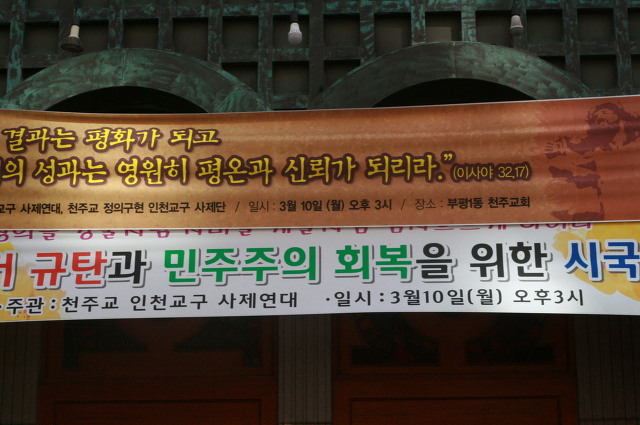 결과는 평화가 되고
의 성과는 영원히 평온과 신뢰가 되리라.”(이사야 32,17)
교구 사제연대, 천주교 정의구현 인천교구 사제단 / 일시 : 3월 10일 (월) 오후 3시 / 장소 : 부평1동 천주교회
규탄과 민주주의 회복을 위한 시국
·주관 : 천주교 인천교구 사제연대 ·일시 : 3월10일(월) 오후3시